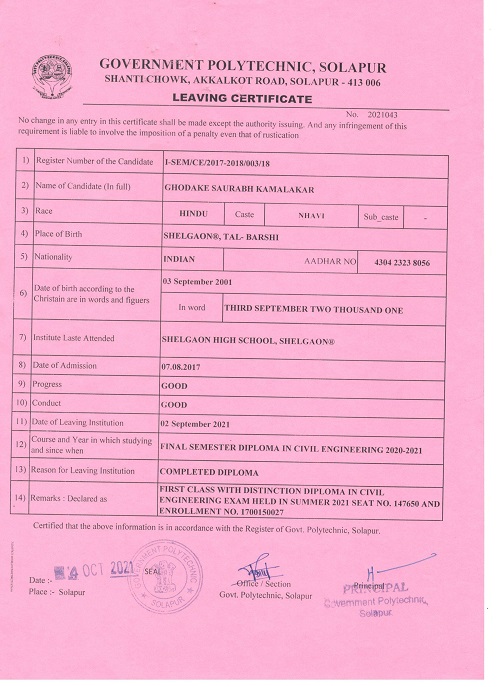 GOVERNMENT POLYTECHNIC, SOLAPUR
SHANTI CHOWK, AKKALKOT ROAD, SOLAPUR - 413 006
LEAVING CERTIFICATE
No. 2021043
No change in any entry in this certificate shall be made except the authority issuing. And any infringement of this
requirement is liable to involve the imposition of a penalty even that of rustication
1) Register Number of the Candidate I-SEM/CE/2017-2018/003/18
2) Name of Candidate (In full) GHODAKE SAURABH KAMALAKAR
3) Race HINDU Caste NHAVI Sub_caste -
4) Place of Birth SHELGAON®, TAL- BARSHI
5) Nationality INDIAN AADHAR NO 4304 2323 8056
6) Date of birth according to the
Christain are in words and figuers
03 September 2001
In word THIRD SEPTEMBER TWO THOUSAND ONE
7) Institute Laste Attended SHELGAON HIGH SCHOOL, SHELGAON®
8) Date of Admission 07.08.2017
9) Progress GOOD
10) Conduct GOOD
11) Date of Leaving Institution 02 September 2021
12) Course and Year in which studying
and since when
FINAL SEMESTER DIPLOMA IN CIVIL ENGINEERING 2020-2021
13) Reason for Leaving Institution COMPLETED DIPLOMA
14) Remarks : Declared as
FIRST CLASS WITH DISTINCTION DIPLOMA IN CIVIL
ENGINEERING EXAM HELD IN SUMMER 2021 SEAT NO. 147650 AND
ENROLLMENT NO. 1700150027
Certified that the above information is in accordance with the Register of Govt. Polytechnic, Solapur.
Date :- OCT 2021 SEAL
GOVERNMENT POLYTECHNIC
SOLAPUR
Place :- Solapur
Office / Section
Govt. Polytechnic, Solapur
Principal
PRINCIPAL
Government Polytechnic,
Solapur.